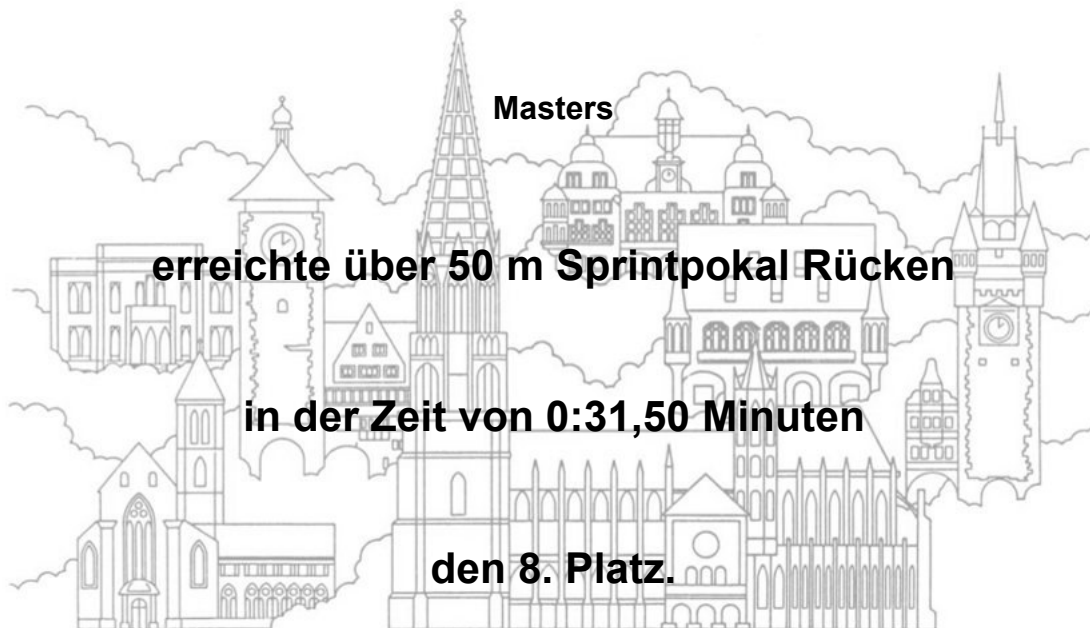 Masters
erreichte über 50 m Sprintpokal Rücken
in der Zeit von 0:31,50 Minuten
den 8. Platz.